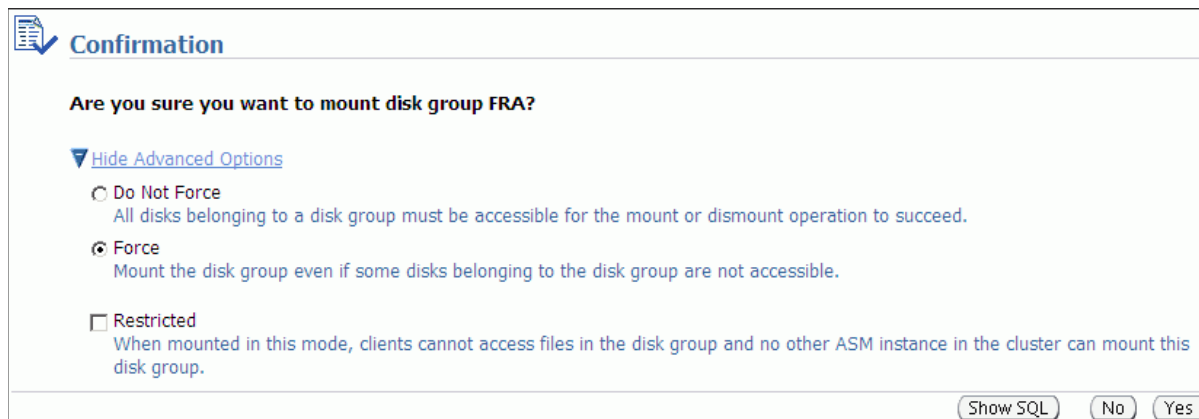 Confirmation
Are you sure you want to mount disk group FRA?
Hide Advanced Options
Do Not Force
All disks belonging to a disk group must be accessible for the mount or dismount operation to succeed.
Force
Mount the disk group even if some disks belonging to the disk group are not accessible.
Restricted
When mounted in this mode, clients cannot access files in the disk group and no other ASM instance in the cluster can mount this
disk group.
Show SQL No Yes